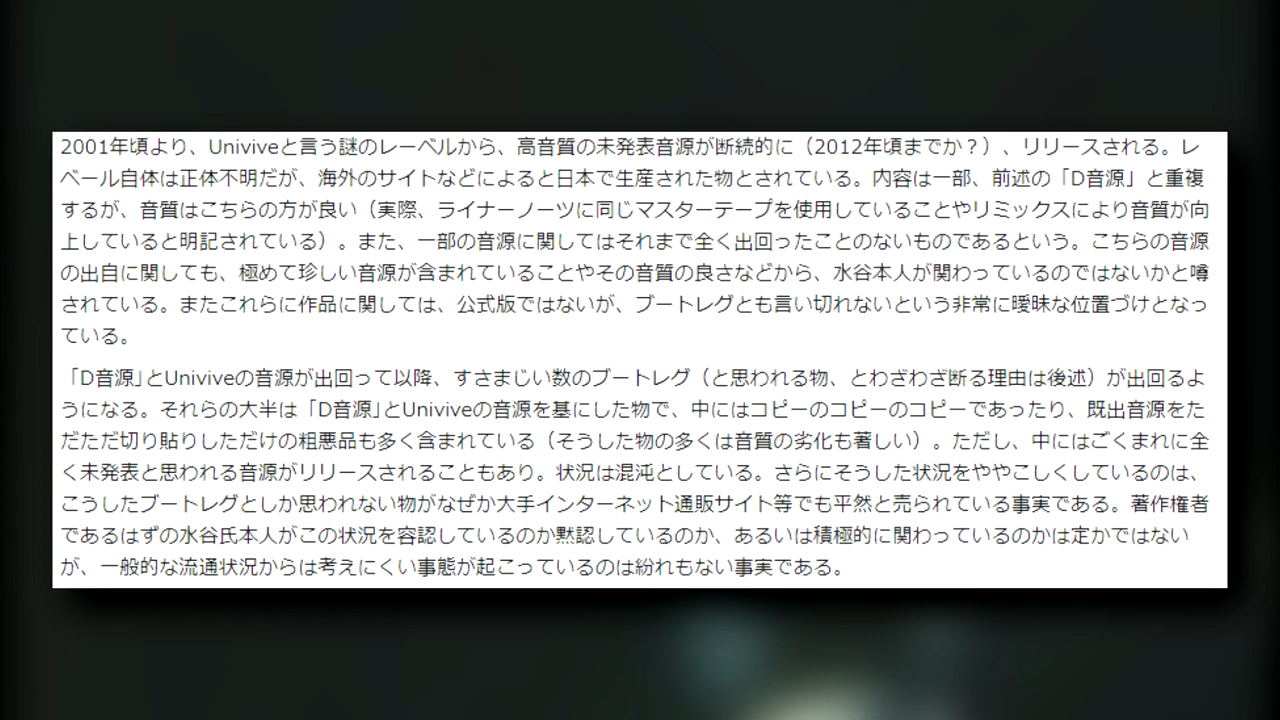 2001年頃より、Univiveと言う謎のレーベルから、高音質の未発表音源が断続的に（2012年頃までか？）、リリースされる。レ
ベール自体は正体不明だが、海外のサイトなどによると日本で生産された物とされている。内容は一部、前述の「D音源」と重複
するが、音質はこちらの方が良い（実際、ライナーノーツに同じマスターテープを使用していることやリミックスにより音質が向
上していると明記されている）。また、一部の音源に関してはそれまで全く出回ったことのないものであるという。こちらの音源
の出自に関しても、極めて珍しい音源が含まれていることやその音質の良さなどから、水谷本人が関わっているのではないかと噂
されている。またこれらに作品に関しては、公式版ではないが、ブートレグとも言い切れないという非常に曖昧な位置づけとなっ
ている。
「D音源」とUniviveの音源が出回って以降、すさまじい数のブートレグ（と思われる物、とわざわざ断る理由は後述）が出回るよ
うになる。それらの大半は「D音源」とUniviveの音源を基にした物で、中にはコピーのコピーのコピーであったり、既出音源をた
だただ切り貼りしただけの粗悪品も多く含まれている（そうした物の多くは音質の劣化も著しい）。ただし、中にはごくまれに全
く未発表と思われる音源がリリースされることもあり。状況は混沌としている。さらにそうした状況をややこしくしているのは、
こうしたブートレグとしか思われない物がなぜか大手インターネット通販サイト等でも平然と売られている事実である。著作権者
であるはずの水谷氏本人がこの状況を容認しているのか黙認しているのか、あるいは積極的に関わっているのかは定かではない
が、一般的な流通状況からは考えにくい事態が起こっているのは紛れもない事実である。